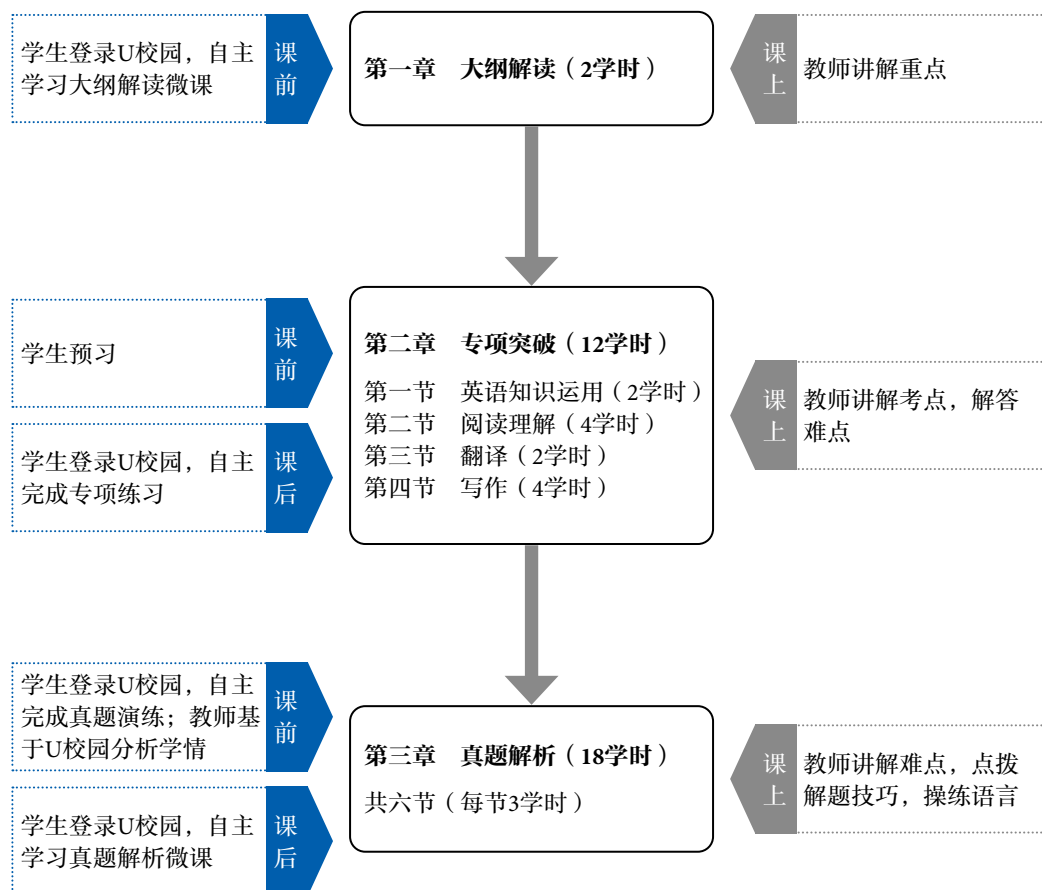 学生登录U校园，自主
学习大纲解读微课
课
前
第一章　大纲解读（2学时）
课
上
教师讲解重点
学生预习
课
前
学生登录U校园，自主
完成专项练习
课
后
第二章　专项突破（12学时）
第一节　英语知识运用（2学时）
第二节　阅读理解（4学时）
第三节　翻译（2学时）
第四节　写作（4学时）
课
上
教师讲解考点，解答
难点
学生登录U校园，自主
完成真题演练；教师基
于U校园分析学情
课
前
学生登录U校园，自主
学习真题解析微课
课
后
第三章　真题解析（18学时）
共六节（每节3学时）
课
上
教师讲解难点，点拨
解题技巧，操练语言